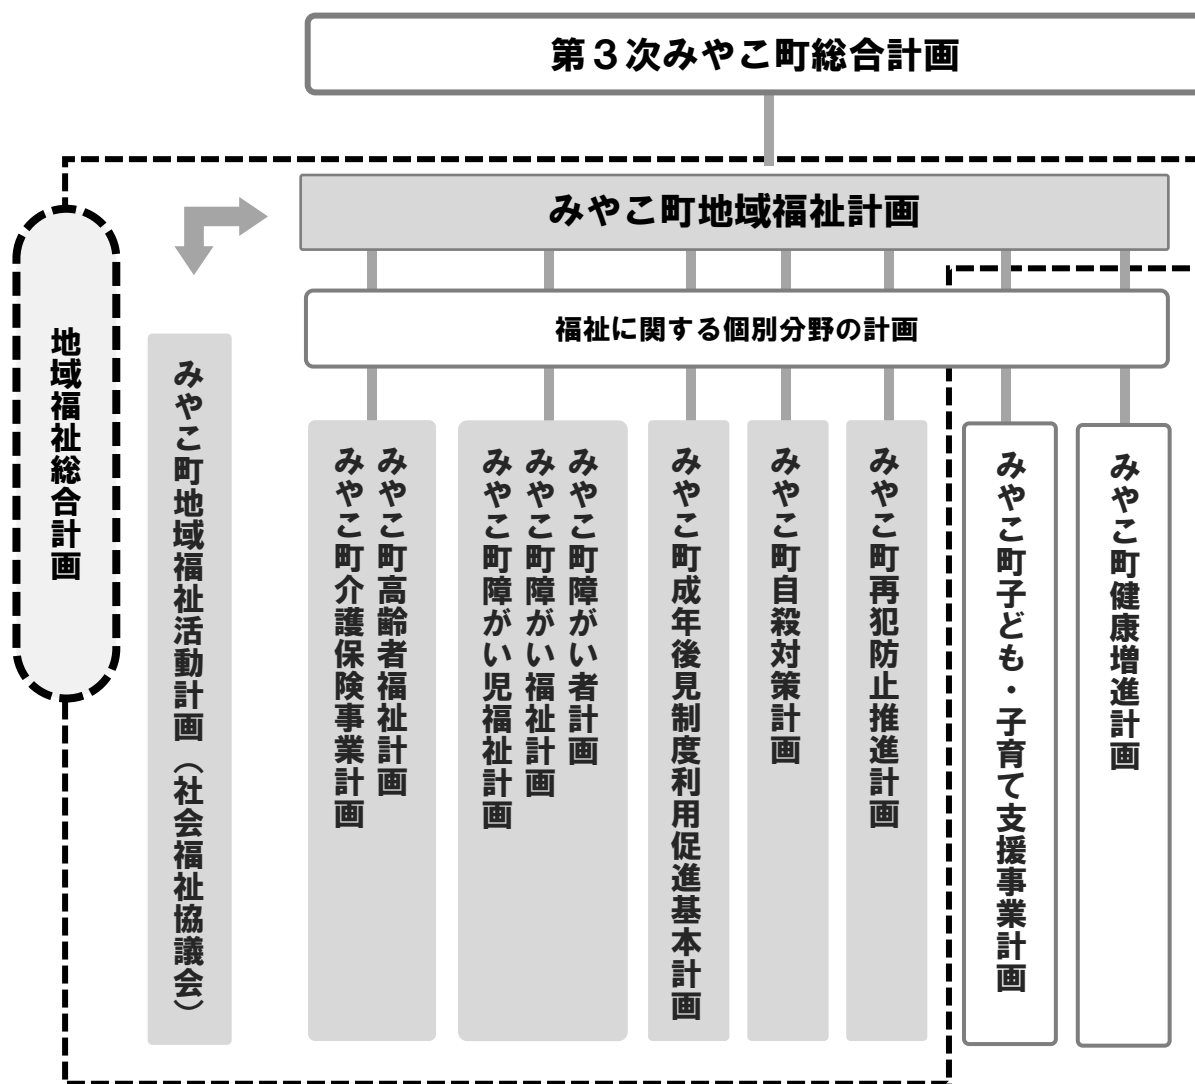 第３次みやこ町総合計画
みやこ町地域福祉計画
福祉に関する個別分野の計画
地域福祉総合計画
みやこ町地域福祉活動計画（社会福祉協議会）
みやこ町高齢者福祉計画
みやこ町介護保険事業計画
みやこ町障がい者計画
みやこ町障がい福祉計画
みやこ町障がい児福祉計画
みやこ町成年後見制度利用促進基本計画
みやこ町自殺対策計画
みやこ町再犯防止推進計画
みやこ町子ども・子育て支援事業計画
みやこ町健康増進計画